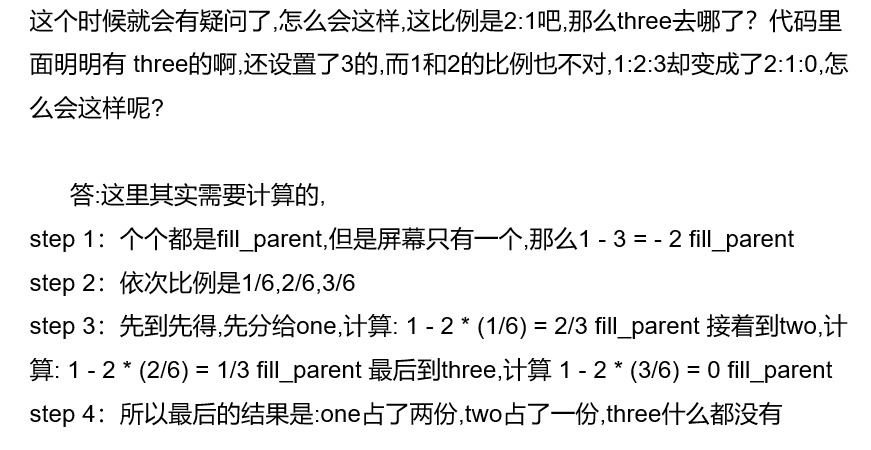 这个时候就会有疑问了,怎么会这样,这比例是2:1吧,那么three去哪了？代码里
面明明有 three的啊,还设置了3的,而1和2的比例也不对,1:2:3却变成了2:1:0,怎
么会这样呢?
答:这里其实需要计算的,
step 1：个个都是fill_parent,但是屏幕只有一个,那么1 - 3 = - 2 fill_parent
step 2：依次比例是1/6,2/6,3/6
step 3：先到先得,先分给one,计算: 1 - 2 * (1/6) = 2/3 fill_parent 接着到two,计
算: 1 - 2 * (2/6) = 1/3 fill_parent 最后到three,计算 1 - 2 * (3/6) = 0 fill_parent
step 4：所以最后的结果是:one占了两份,two占了一份,three什么都没有